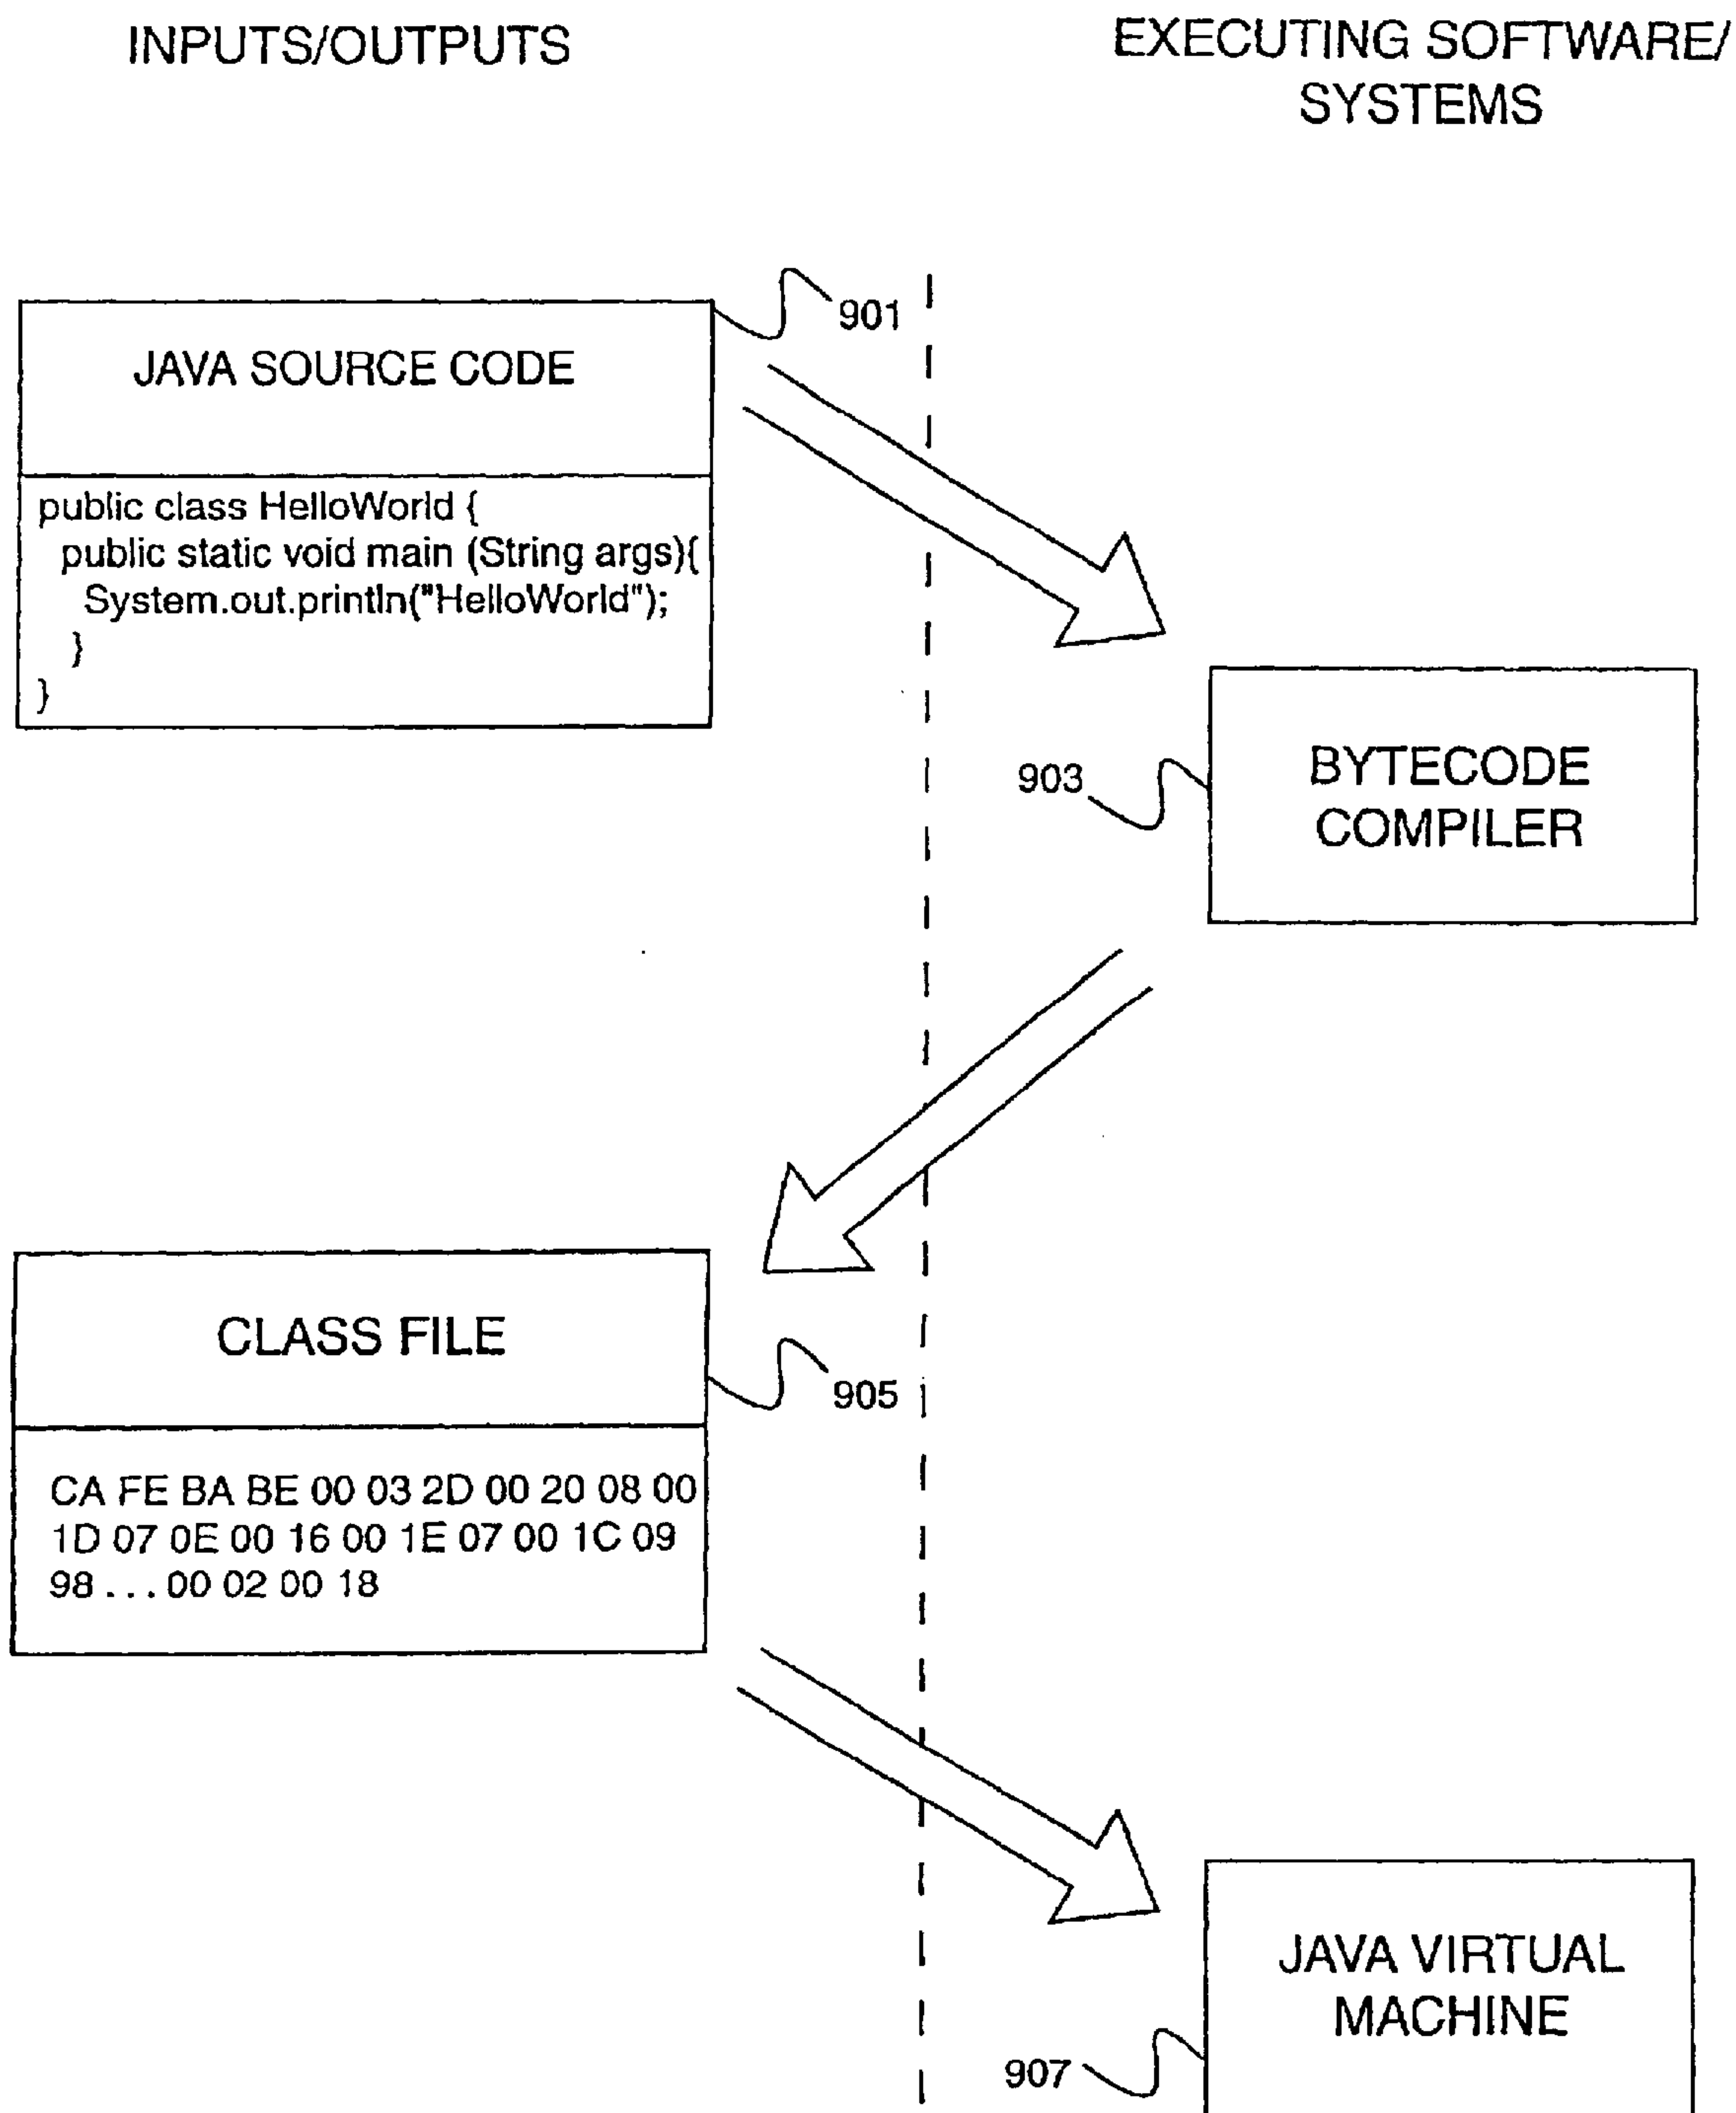 INPUTS/OUTPUTS
EXECUTING SOFTWARE/
SYSTEMS
901
JAVA SOURCE CODE
public class HelloWorld {
public static void main (String args){
System.out.println("HelloWorld");
}
}
903
BYTECODE
COMPILER
CLASS FILE
905
CA FE BA BE 00 03 2D 00 20 08 00
1D 07 0E 00 16 00 1E 07 00 1C 09
98 . . . 00 02 00 18
JAVA VIRTUAL
MACHINE
907